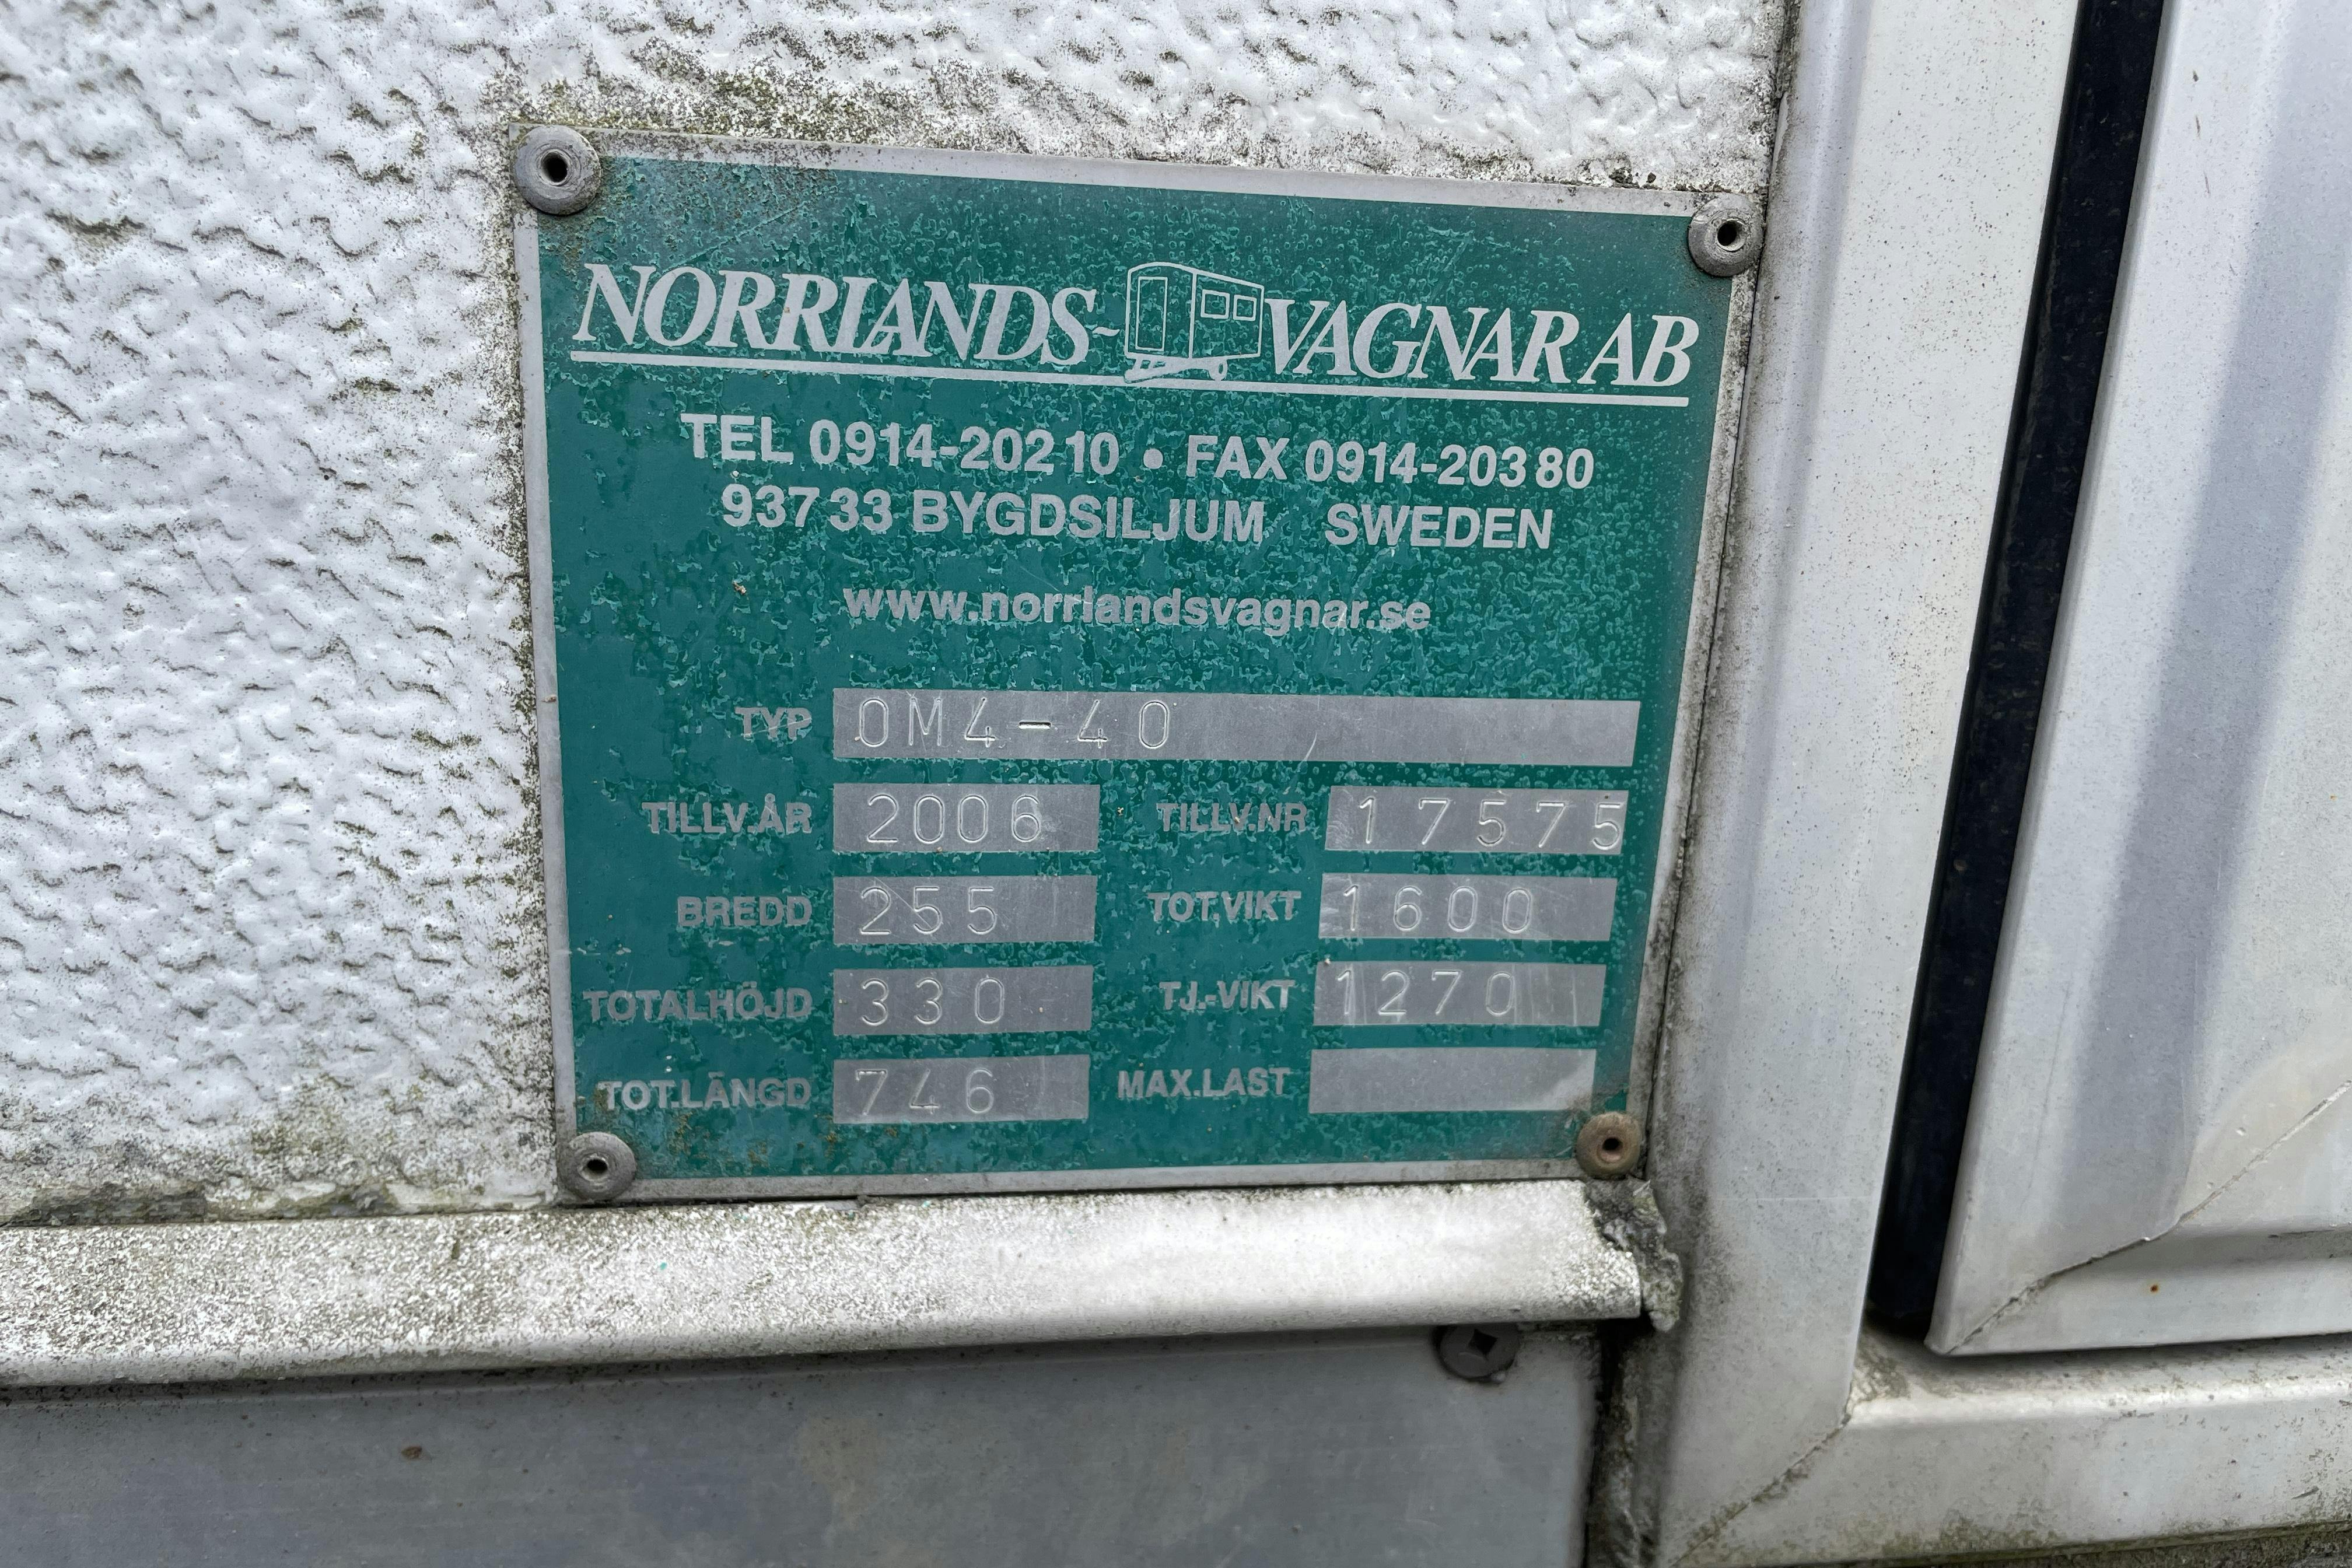 NORRLANDS-VAGNAR AB
TEL 0914-202 10 • FAX 0914-203 80
937 33 BYGDSILJUM SWEDEN
www.norrlandsvagnar.se
TYP OM4-40
TILLV.ÅR 2006 TILLV.NR 17575
BREDD 255 TOT.VIKT 1600
TOTALHÖJD 330 TJ.-VIKT 1270
TOT.LÄNGD 746 MAX.LAST